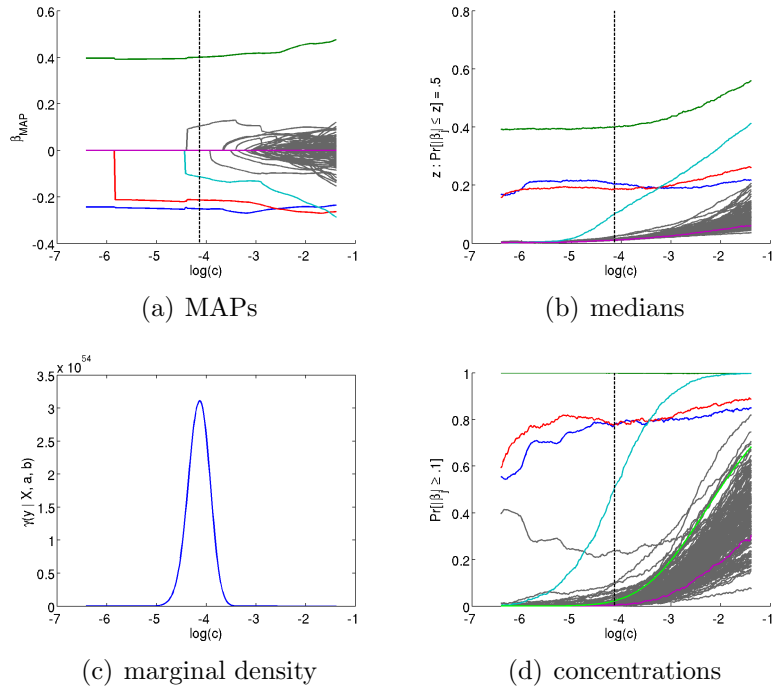 0.6
0.4
0.2
0
-0.2
-0.4
β_MAP
-7 -6 -5 -4 -3 -2 -1
log(c)
(a) MAPs
0.8
0.6
0.4
0.2
0
z : Pr[|β_j| ≤ z] = .5
-7 -6 -5 -4 -3 -2 -1
log(c)
(b) medians
x 10^54
3.5
3
2.5
2
1.5
1
0.5
0
γ(y | X, a, b)
-7 -6 -5 -4 -3 -2 -1
log(c)
(c) marginal density
1
0.8
0.6
0.4
0.2
0
Pr[|β_j| ≥ .1]
-7 -6 -5 -4 -3 -2 -1
log(c)
(d) concentrations